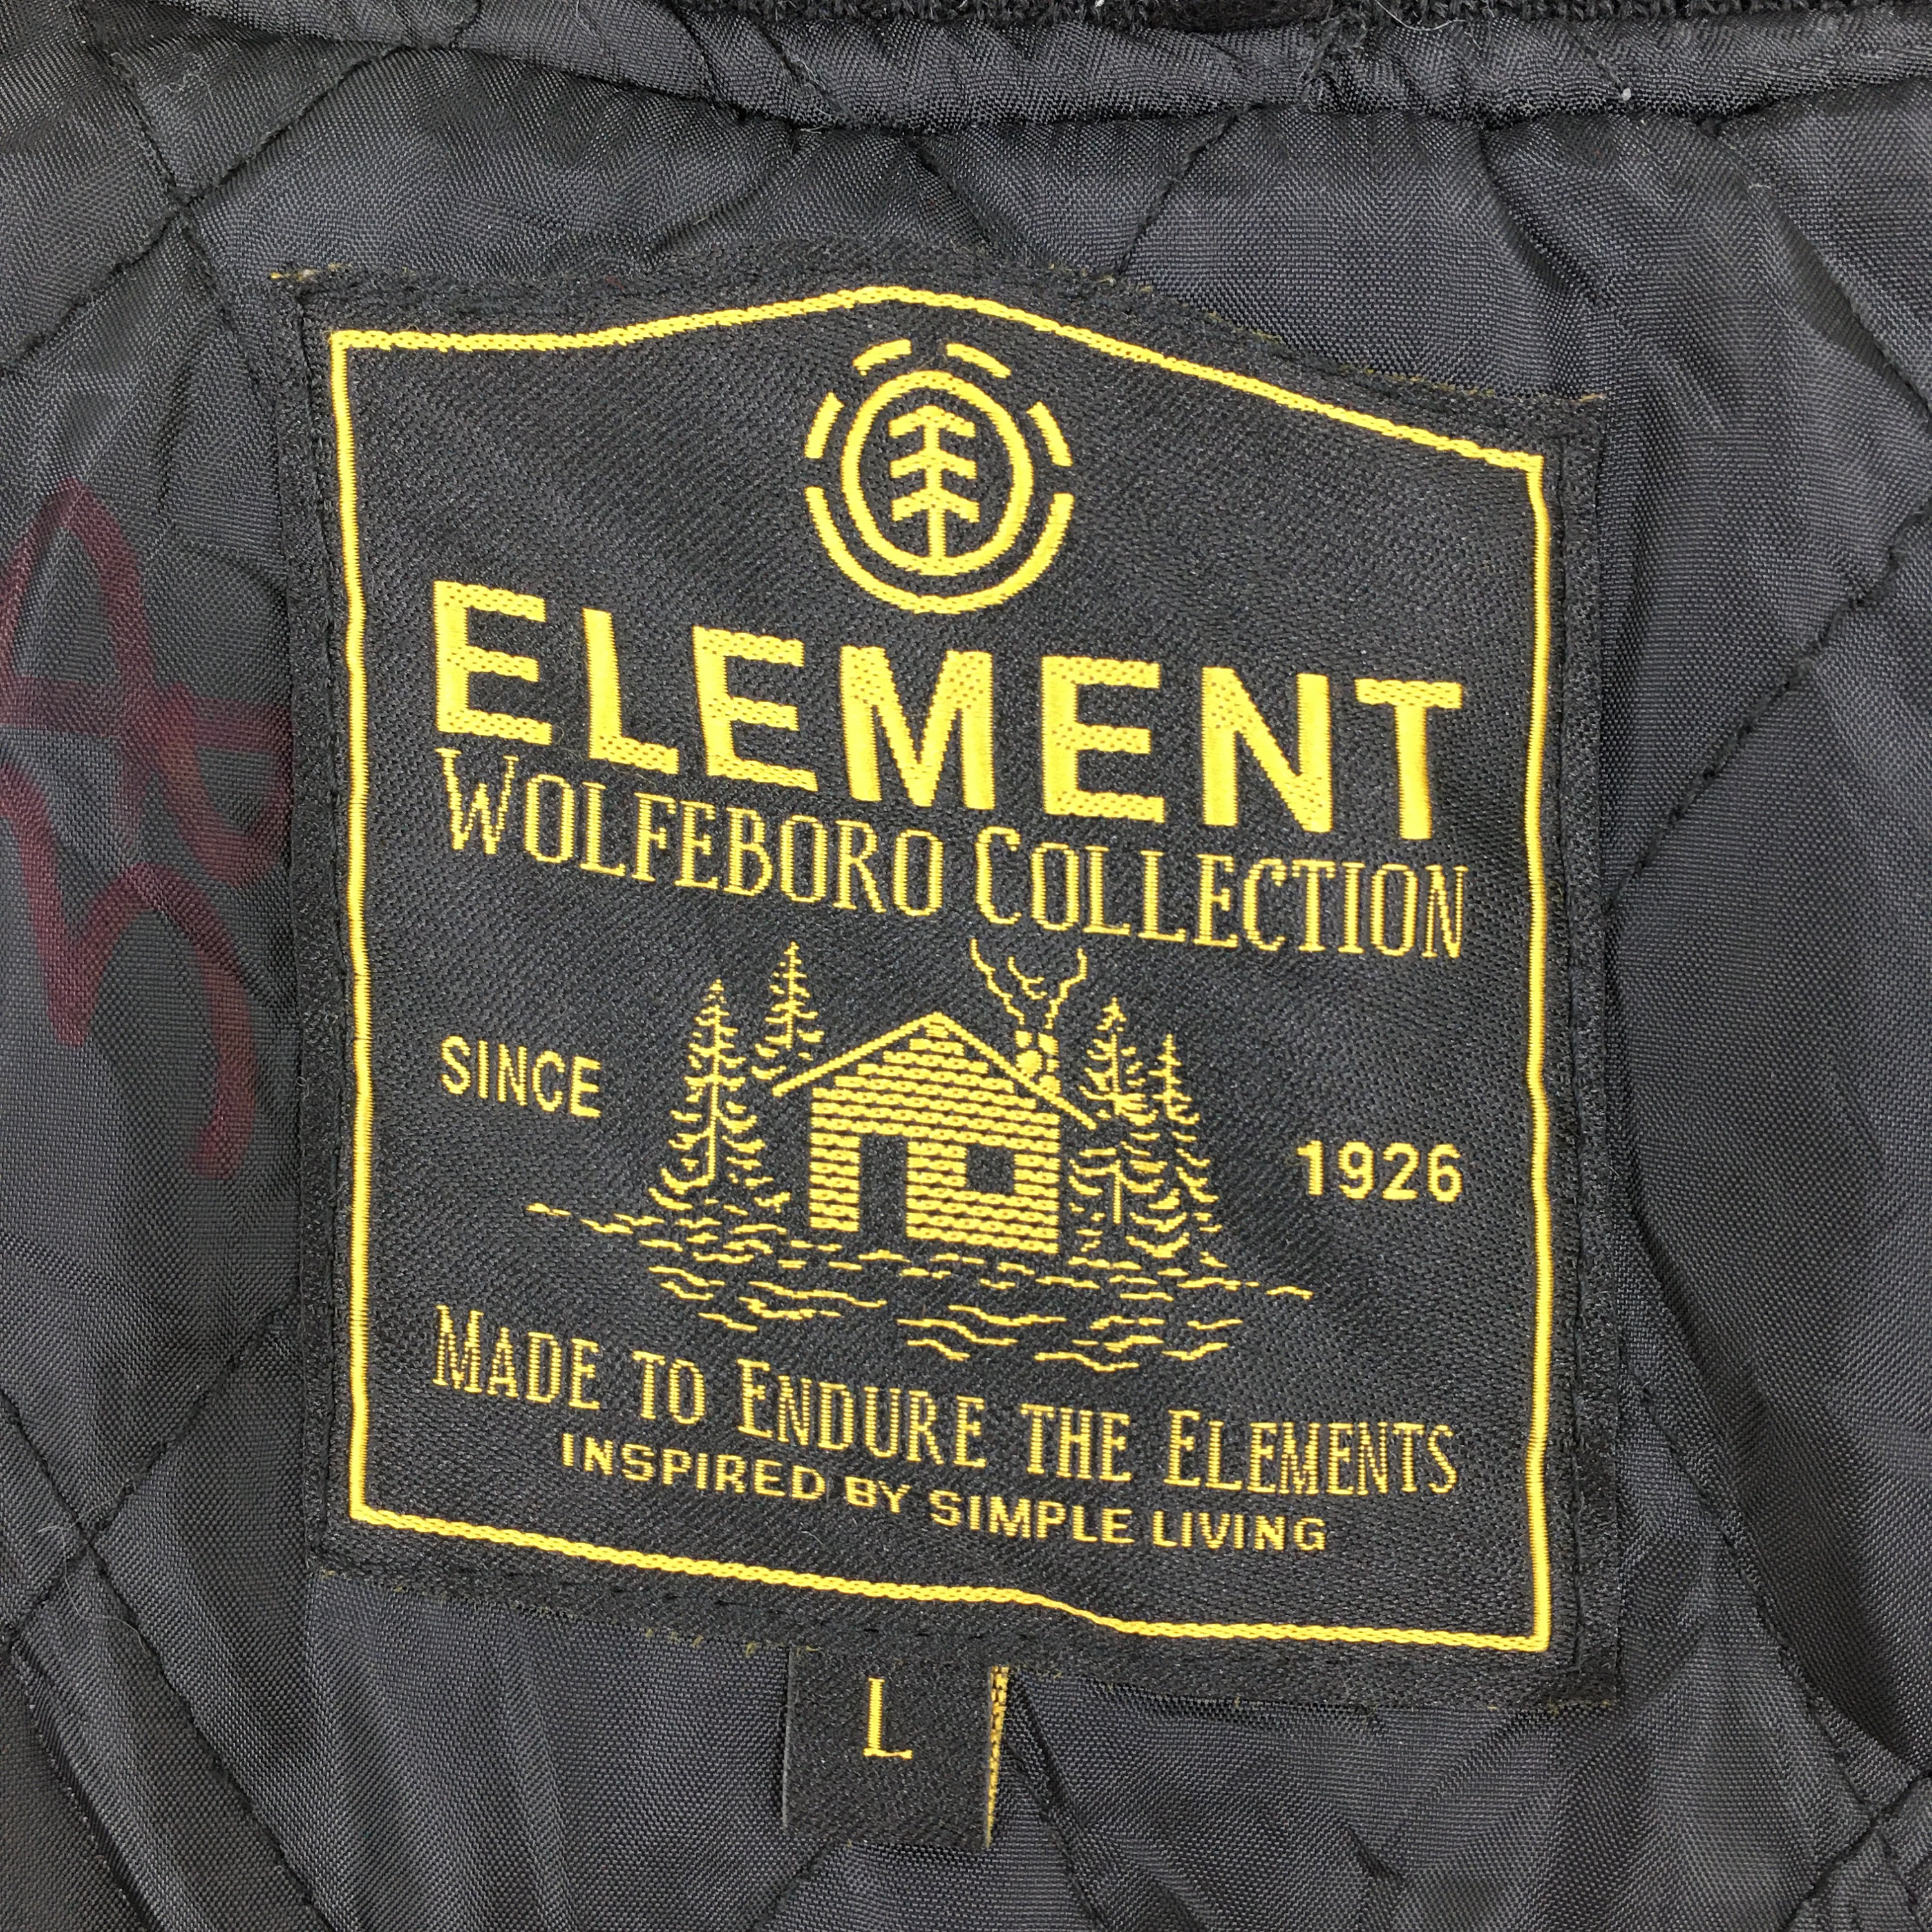 ELEMENT
WOLFEBORO COLLECTION
SINCE 1926
MADE TO ENDURE THE ELEMENTS
INSPIRED BY SIMPLE LIVING
L